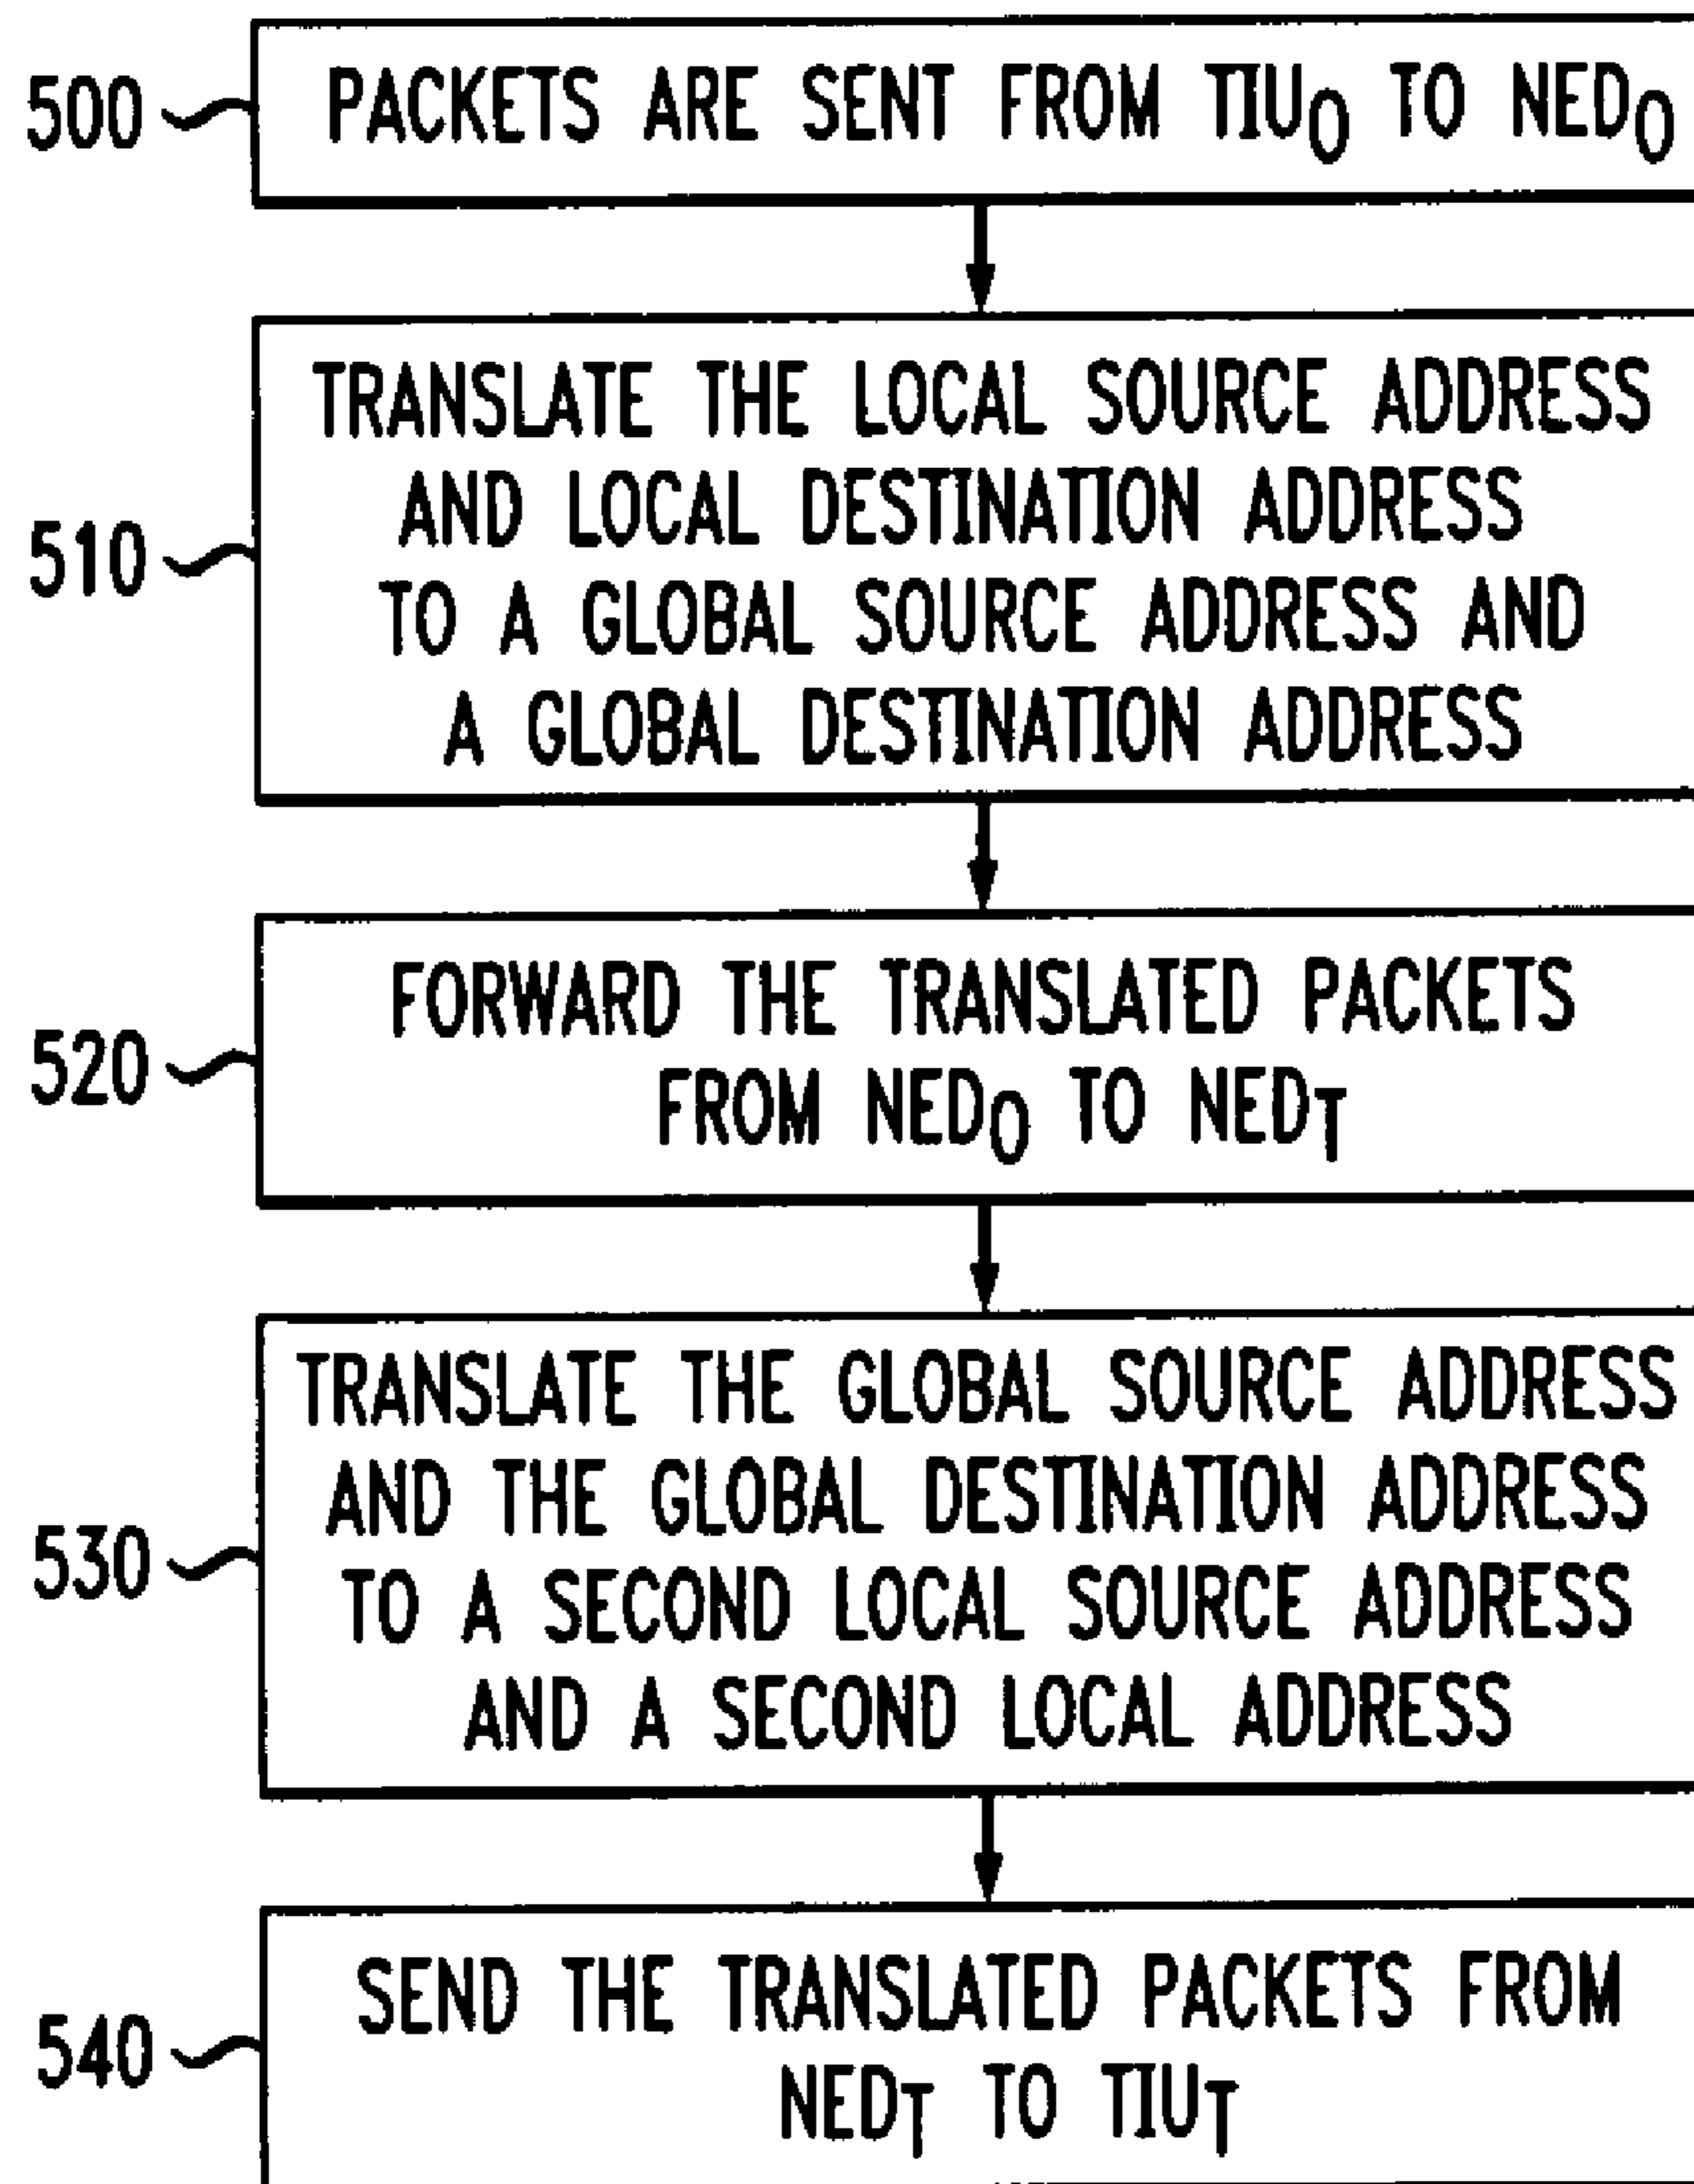 500 PACKETS ARE SENT FROM TIU₀ TO NED₀
TRANSLATE THE LOCAL SOURCE ADDRESS
510 AND LOCAL DESTINATION ADDRESS
TO A GLOBAL SOURCE ADDRESS AND
A GLOBAL DESTINATION ADDRESS
520 FORWARD THE TRANSLATED PACKETS
FROM NED₀ TO NEDT
TRANSLATE THE GLOBAL SOURCE ADDRESS
530 AND THE GLOBAL DESTINATION ADDRESS
TO A SECOND LOCAL SOURCE ADDRESS
AND A SECOND LOCAL ADDRESS
540 SEND THE TRANSLATED PACKETS FROM
NEDT TO TIUT